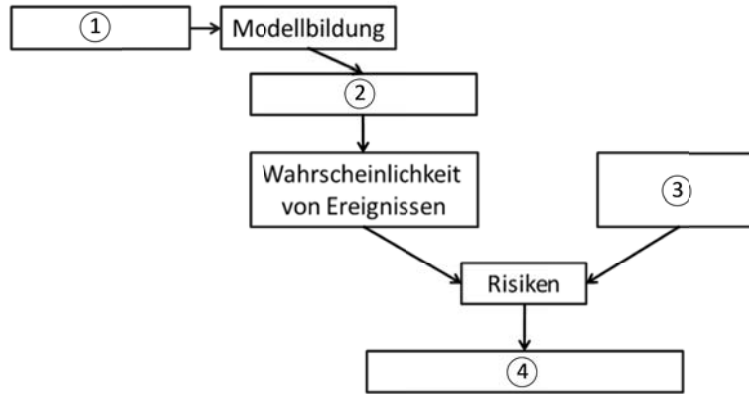 ①
Modellbildung
②
Wahrscheinlichkeit
von Ereignissen
③
Risiken
④